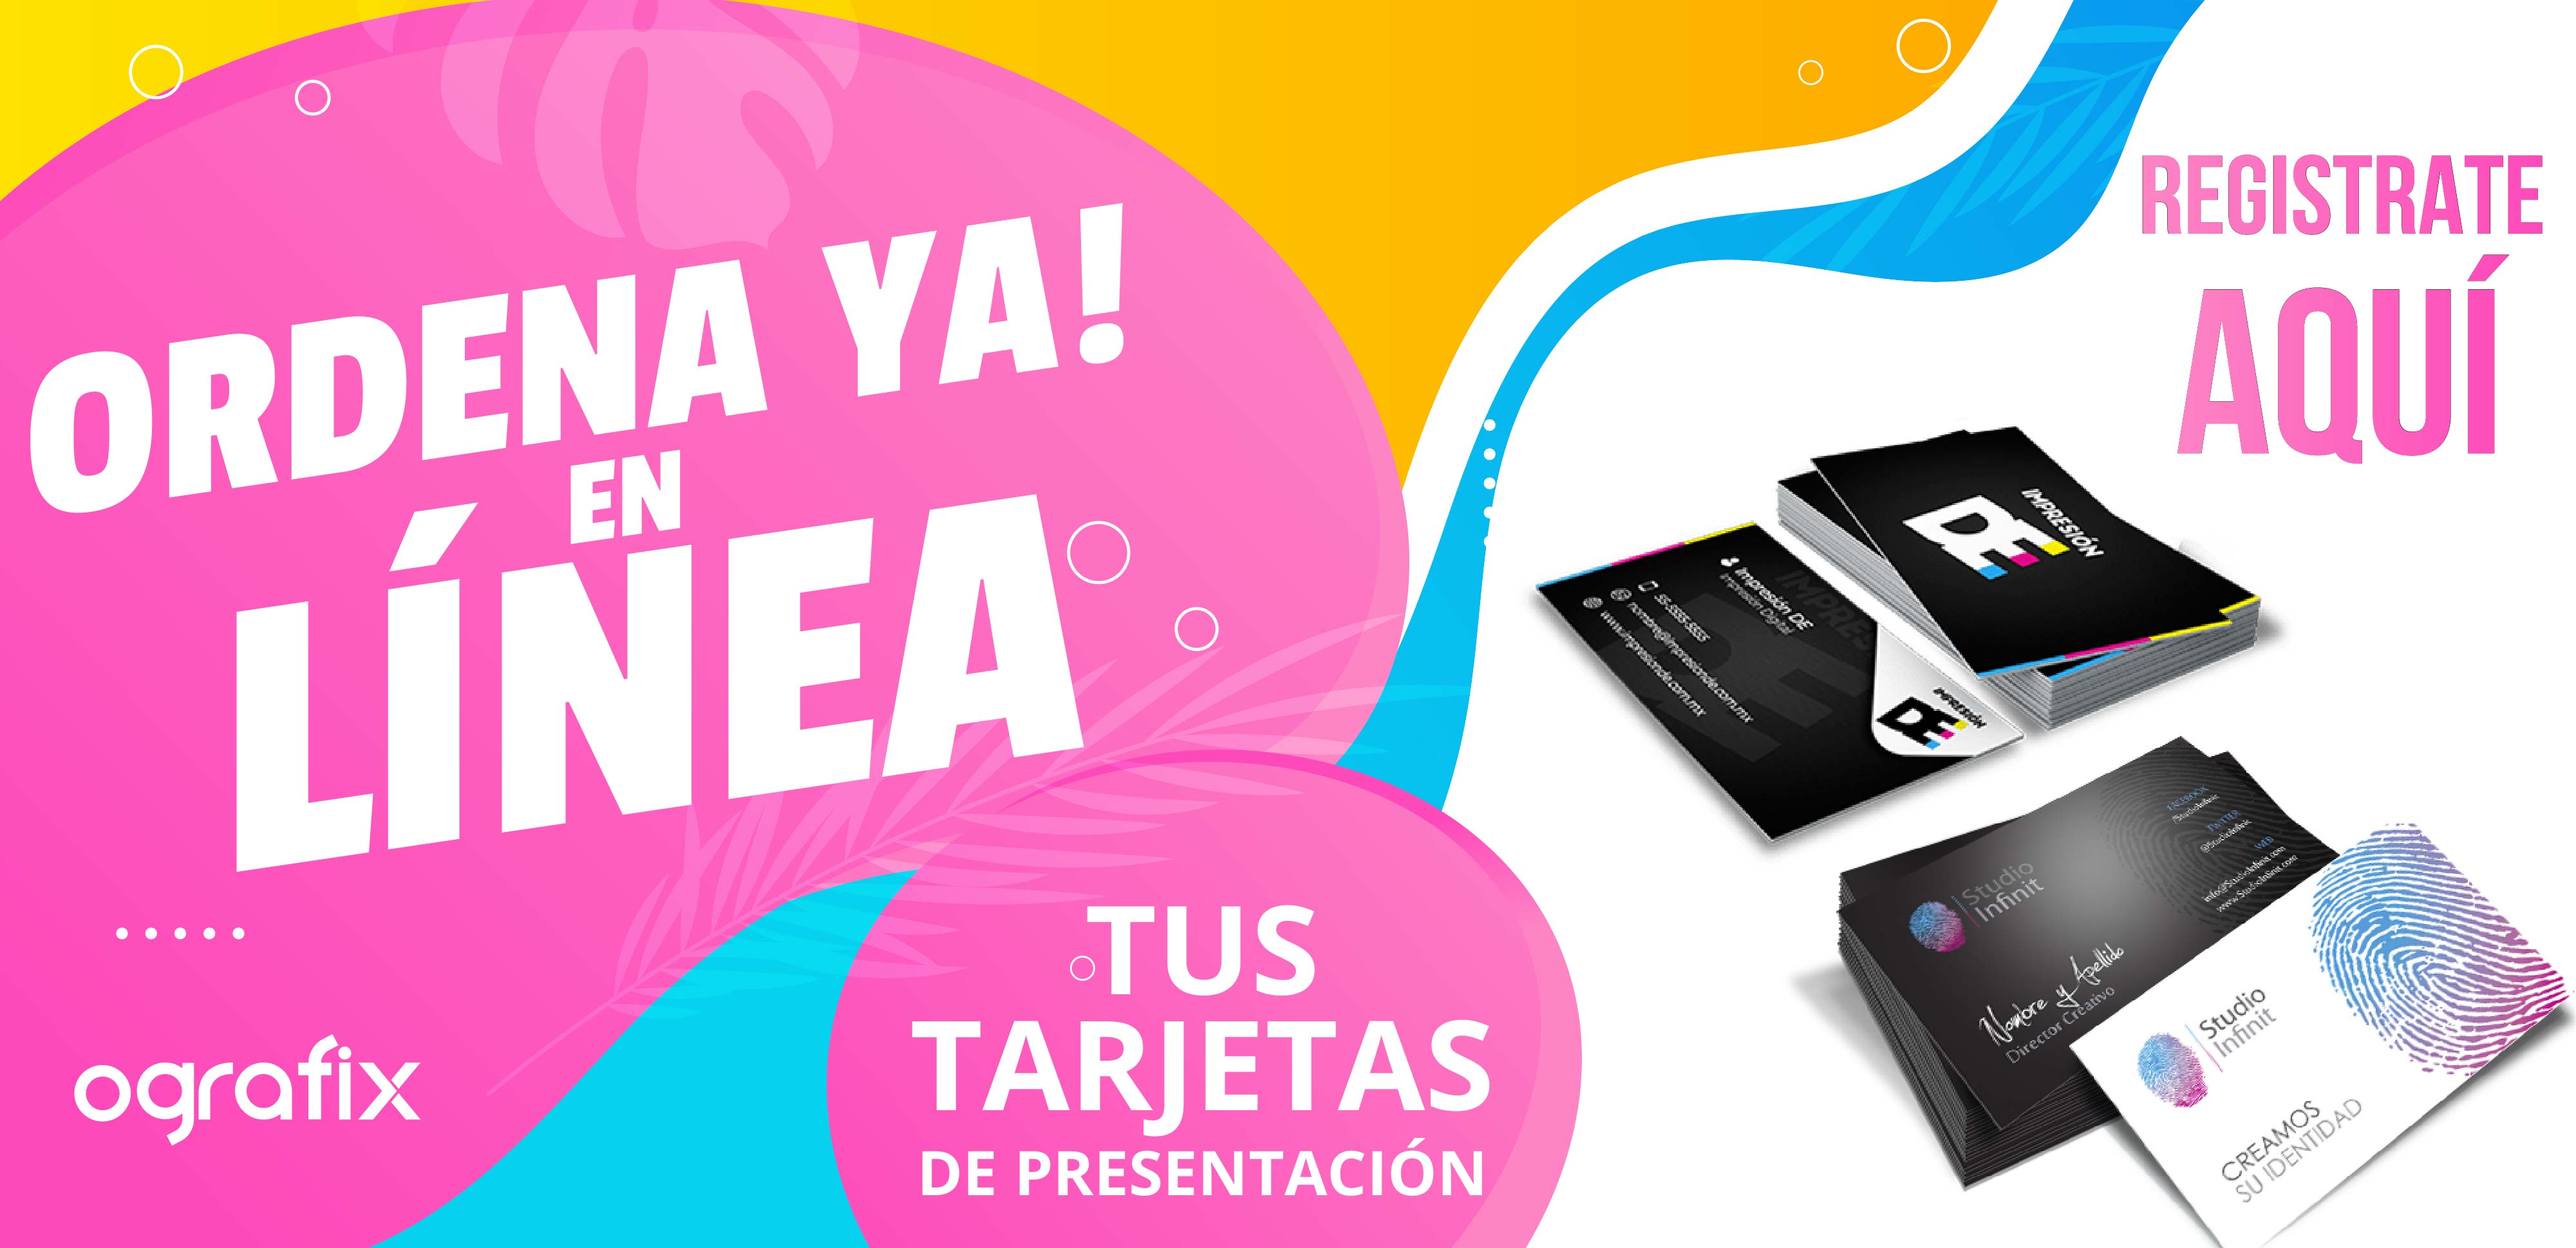 ORDENA YA!
EN
LÍNEA
ografix
TUS
TARJETAS
DE PRESENTACIÓN
REGISTRATE
AQUÍ
IMPRESIÓN
DE
Impresión DE
Impresión Digital
55-5555-5555
nombre@impresionde.com.mx
www.impresionde.com.mx
IMPRESIÓN
DE
Studio
Infinit
Nombre y Apellido
Director Creativo
FACEBOOK
/StudioInfinit
TWITTER
@StudioInfinit
WEB
info@StudioInfinit.com
www.StudioInfinit.com
Studio
Infinit
CREAMOS
SU IDENTIDAD